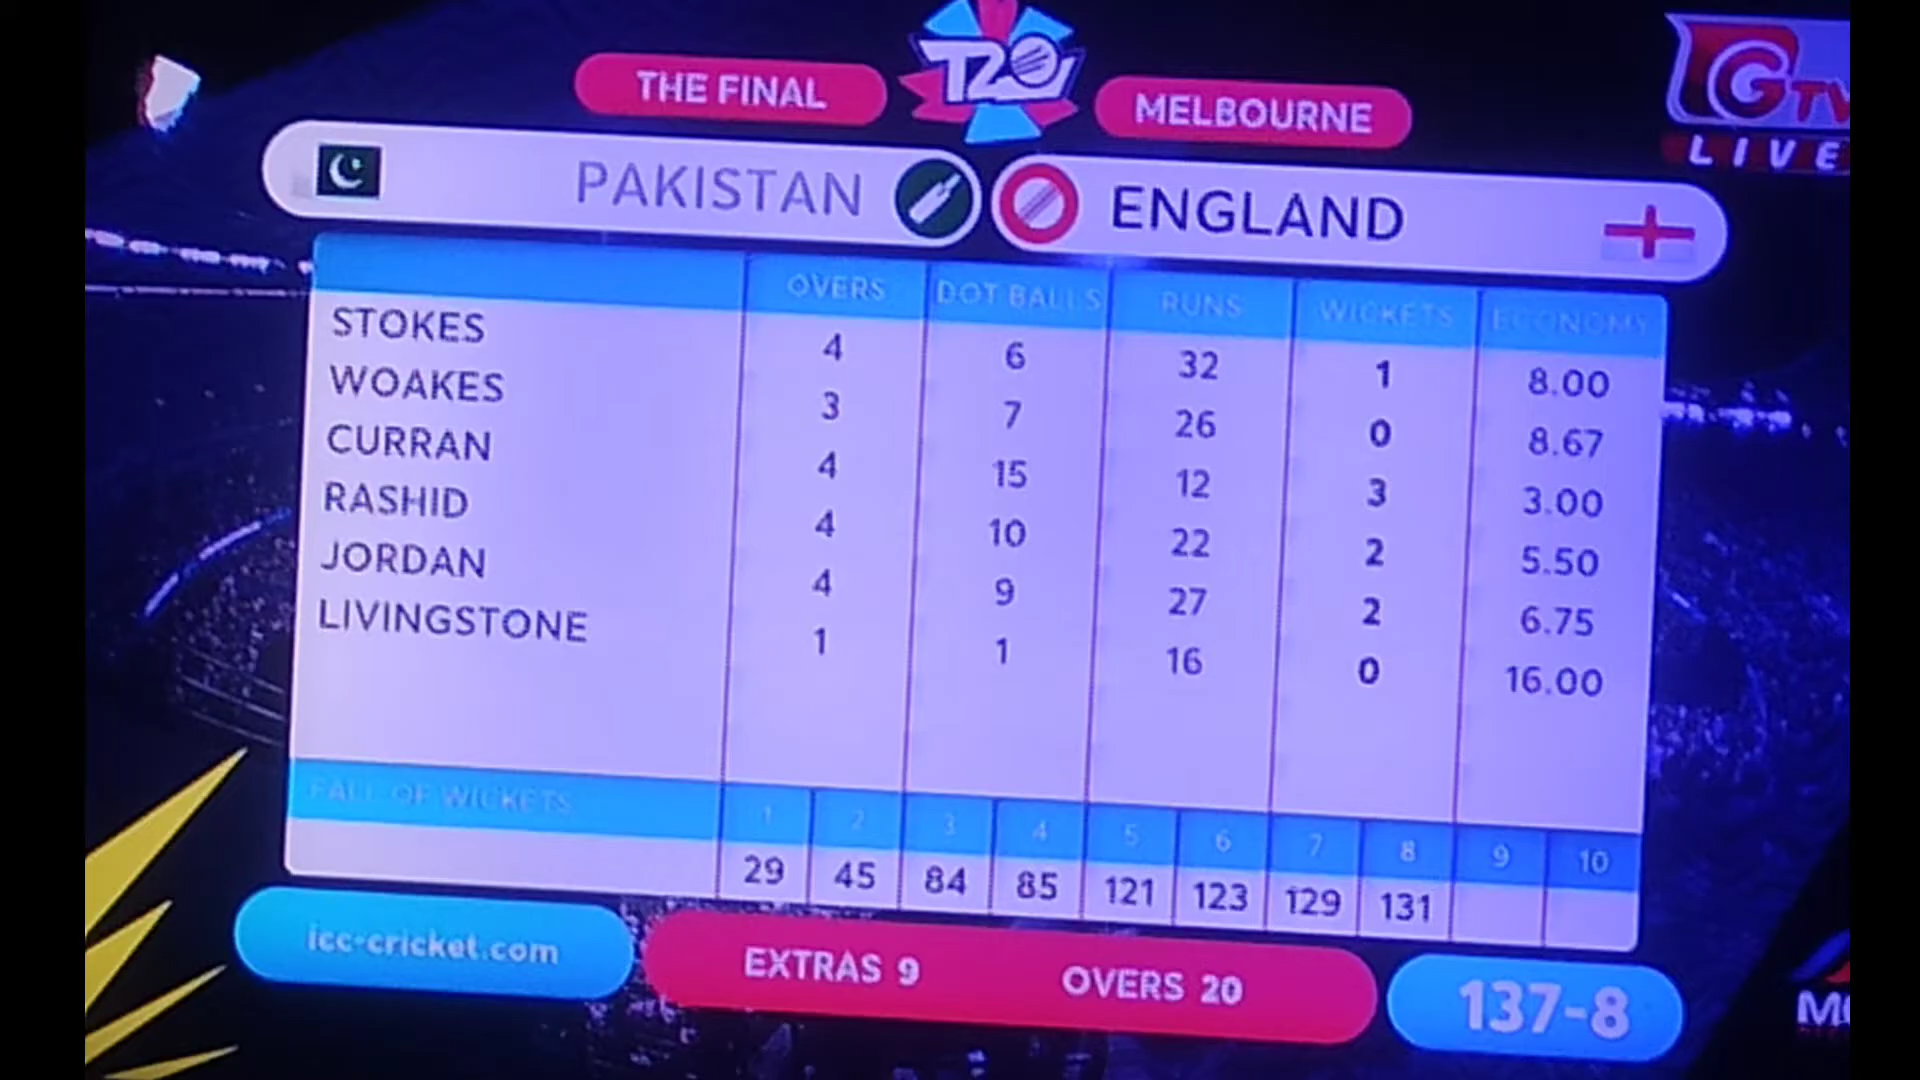 T20
THE FINAL
MELBOURNE
GTV
LIVE
PAKISTAN
ENGLAND
OVERS DOT BALLS RUNS WICKETS ECONOMY
STOKES 4 6 32 1 8.00
WOAKES 3 7 26 0 8.67
CURRAN 4 15 12 3 3.00
RASHID 4 10 22 2 5.50
JORDAN 4 9 27 2 6.75
LIVINGSTONE 1 1 16 0 16.00
FALL OF WICKETS 1 2 3 4 5 6 7 8 9 10
29 45 84 85 121 123 129 131
icc-cricket.com
EXTRAS 9 OVERS 20
137-8